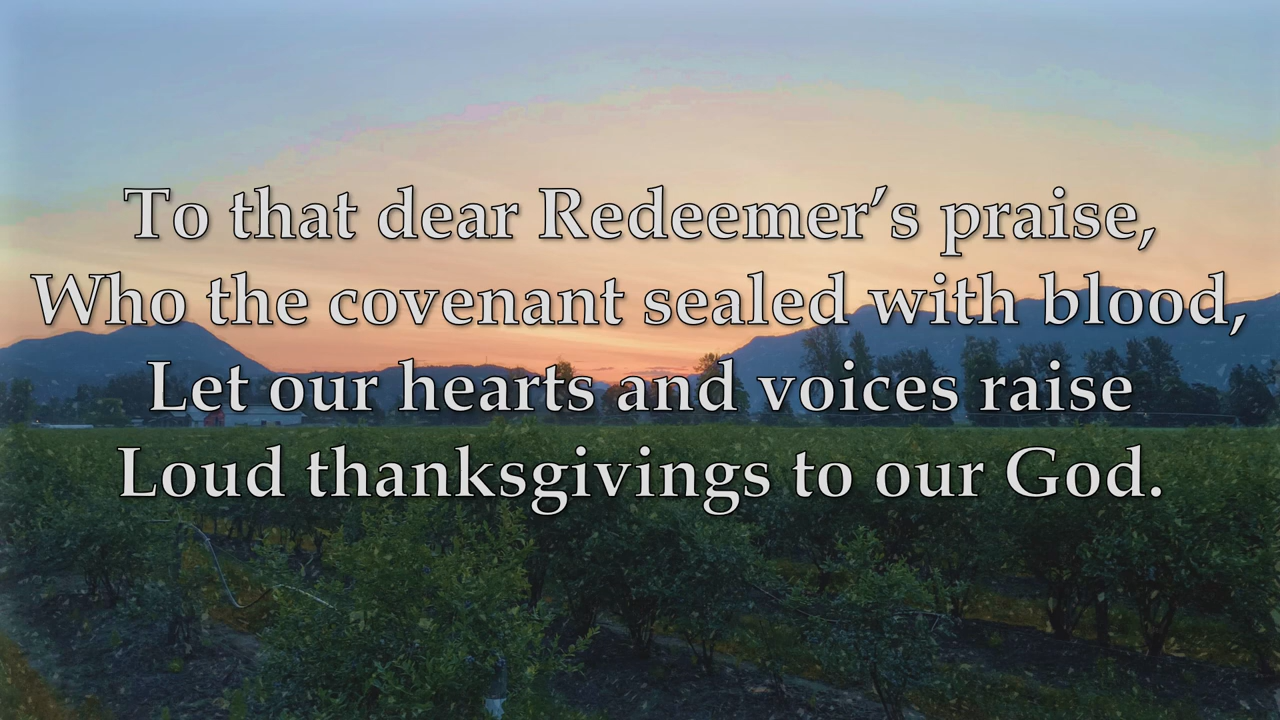 To that dear Redeemer’s praise,
Who the covenant sealed with blood,
Let our hearts and voices raise
Loud thanksgivings to our God.